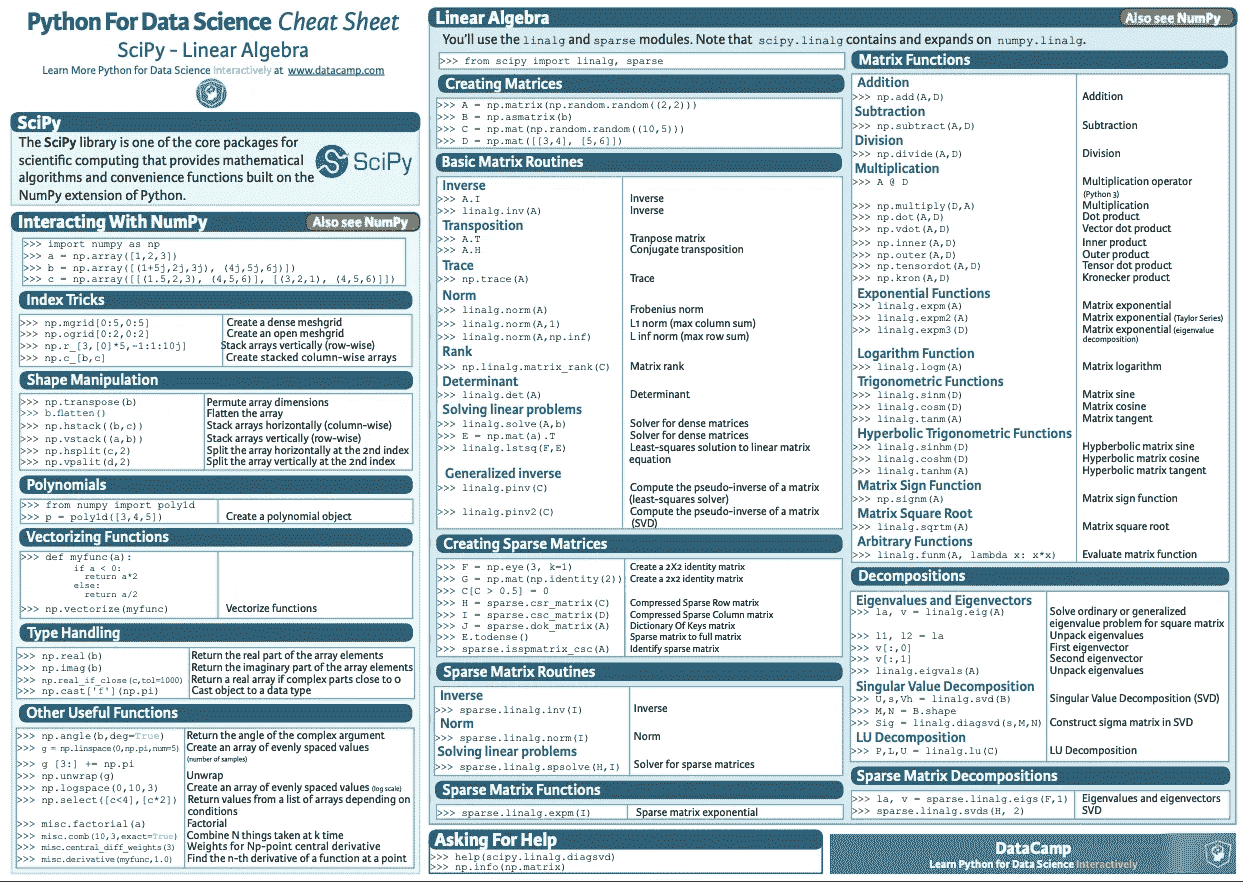 Python For Data Science Cheat Sheet
SciPy - Linear Algebra
Learn More Python for Data Science Interactively at www.datacamp.com
SciPy
The SciPy library is one of the core packages for
scientific computing that provides mathematical
algorithms and convenience functions built on the
NumPy extension of Python.
SciPy
Interacting With NumPy
Also see NumPy
>>> import numpy as np
>>> a = np.array([1,2,3])
>>> b = np.array([(1+5j,2j,3j), (4j,5j,6j)])
>>> c = np.array([[(1.5,2,3), (4,5,6)], [(3,2,1), (4,5,6)]])
Index Tricks
>>> np.mgrid[0:5,0:5] Create a dense meshgrid
>>> np.ogrid[0:2,0:2] Create an open meshgrid
>>> np.r_[3,[0]*5,-1:1:10j] Stack arrays vertically (row-wise)
>>> np.c_[b,c] Create stacked column-wise arrays
Shape Manipulation
>>> np.transpose(b) Permute array dimensions
>>> b.flatten() Flatten the array
>>> np.hstack((b,c)) Stack arrays horizontally (column-wise)
>>> np.vstack((a,b)) Stack arrays vertically (row-wise)
>>> np.hsplit(c,2) Split the array horizontally at the 2nd index
>>> np.vpslit(d,2) Split the array vertically at the 2nd index
Polynomials
>>> from numpy import poly1d
>>> p = poly1d([3,4,5]) Create a polynomial object
Vectorizing Functions
>>> def myfunc(a):
if a < 0:
return a*2
else:
return a/2
>>> np.vectorize(myfunc) Vectorize functions
Type Handling
>>> np.real(b) Return the real part of the array elements
>>> np.imag(b) Return the imaginary part of the array elements
>>> np.real_if_close(c,tol=1000) Return a real array if complex parts close to 0
>>> np.cast['f'](np.pi) Cast object to a data type
Other Useful Functions
>>> np.angle(b,deg=True) Return the angle of the complex argument
>>> g = np.linspace(0,np.pi,num=5) Create an array of evenly spaced values
(number of samples)
>>> g [3:] += np.pi
>>> np.unwrap(g) Unwrap
>>> np.logspace(0,10,3) Create an array of evenly spaced values (log scale)
>>> np.select([c<4],[c*2]) Return values from a list of arrays depending on
conditions
>>> misc.factorial(a) Factorial
>>> misc.comb(10,3,exact=True) Combine N things taken at k time
>>> misc.central_diff_weights(3) Weights for Np-point central derivative
>>> misc.derivative(myfunc,1.0) Find the n-th derivative of a function at a point
Linear Algebra
Also see NumPy
You'll use the linalg and sparse modules. Note that scipy.linalg contains and expands on numpy.linalg.
>>> from scipy import linalg, sparse
Creating Matrices
>>> A = np.matrix(np.random.random((2,2)))
>>> B = np.asmatrix(b)
>>> C = np.mat(np.random.random((10,5)))
>>> D = np.mat([[3,4], [5,6]])
Basic Matrix Routines
Inverse
>>> A.I Inverse
>>> linalg.inv(A) Inverse
Transposition
>>> A.T Tranpose matrix
>>> A.H Conjugate transposition
Trace
>>> np.trace(A) Trace
Norm
>>> linalg.norm(A) Frobenius norm
>>> linalg.norm(A,1) L1 norm (max column sum)
>>> linalg.norm(A,np.inf) L inf norm (max row sum)
Rank
>>> np.linalg.matrix_rank(C) Matrix rank
Determinant
>>> linalg.det(A) Determinant
Solving linear problems
>>> linalg.solve(A,b) Solver for dense matrices
>>> E = np.mat(a).T Solver for dense matrices
>>> linalg.lstsq(F,E) Least-squares solution to linear matrix
equation
Generalized inverse
>>> linalg.pinv(C) Compute the pseudo-inverse of a matrix
(least-squares solver)
>>> linalg.pinv2(C) Compute the pseudo-inverse of a matrix
(SVD)
Creating Sparse Matrices
>>> F = np.eye(3, k=1) Create a 2X2 identity matrix
>>> G = np.mat(np.identity(2)) Create a 2x2 identity matrix
>>> C[C > 0.5] = 0
>>> H = sparse.csr_matrix(C) Compressed Sparse Row matrix
>>> I = sparse.csc_matrix(D) Compressed Sparse Column matrix
>>> J = sparse.dok_matrix(A) Dictionary Of Keys matrix
>>> E.todense() Sparse matrix to full matrix
>>> sparse.isspmatrix_csc(A) Identify sparse matrix
Sparse Matrix Routines
Inverse
>>> sparse.linalg.inv(I) Inverse
Norm
>>> sparse.linalg.norm(I) Norm
Solving linear problems
>>> sparse.linalg.spsolve(H,I) Solver for sparse matrices
Sparse Matrix Functions
>>> sparse.linalg.expm(I) Sparse matrix exponential
Asking For Help
>>> help(scipy.linalg.diagsvd)
>>> np.info(np.matrix)
Matrix Functions
Addition
>>> np.add(A,D) Addition
Subtraction
>>> np.subtract(A,D) Subtraction
Division
>>> np.divide(A,D) Division
Multiplication
>>> A @ D Multiplication operator
(Python 3)
>>> np.multiply(D,A) Multiplication
>>> np.dot(A,D) Dot product
>>> np.vdot(A,D) Vector dot product
>>> np.inner(A,D) Inner product
>>> np.outer(A,D) Outer product
>>> np.tensordot(A,D) Tensor dot product
>>> np.kron(A,D) Kronecker product
Exponential Functions
>>> linalg.expm(A) Matrix exponential
>>> linalg.expm2(A) Matrix exponential (Taylor Series)
>>> linalg.expm3(D) Matrix exponential (eigenvalue
decomposition)
Logarithm Function
>>> linalg.logm(A) Matrix logarithm
Trigonometric Functions
>>> linalg.sinm(D) Matrix sine
>>> linalg.cosm(D) Matrix cosine
>>> linalg.tanm(A) Matrix tangent
Hyperbolic Trigonometric Functions
>>> linalg.sinhm(D) Hypberbolic matrix sine
>>> linalg.coshm(D) Hyperbolic matrix cosine
>>> linalg.tanhm(A) Hyperbolic matrix tangent
Matrix Sign Function
>>> np.signm(A) Matrix sign function
Matrix Square Root
>>> linalg.sqrtm(A) Matrix square root
Arbitrary Functions
>>> linalg.funm(A, lambda x: x*x) Evaluate matrix function
Decompositions
Eigenvalues and Eigenvectors
>>> la, v = linalg.eig(A) Solve ordinary or generalized
eigenvalue problem for square matrix
>>> l1, l2 = la Unpack eigenvalues
>>> v[:,0] First eigenvector
>>> v[:,1] Second eigenvector
>>> linalg.eigvals(A) Unpack eigenvalues
Singular Value Decomposition
>>> U,s,Vh = linalg.svd(B) Singular Value Decomposition (SVD)
>>> M,N = B.shape
>>> Sig = linalg.diagsvd(s,M,N) Construct sigma matrix in SVD
LU Decomposition
>>> P,L,U = linalg.lu(C) LU Decomposition
Sparse Matrix Decompositions
>>> la, v = sparse.linalg.eigs(F,1) Eigenvalues and eigenvectors
>>> sparse.linalg.svds(H, 2) SVD
DataCamp
Learn Python for Data Science Interactively